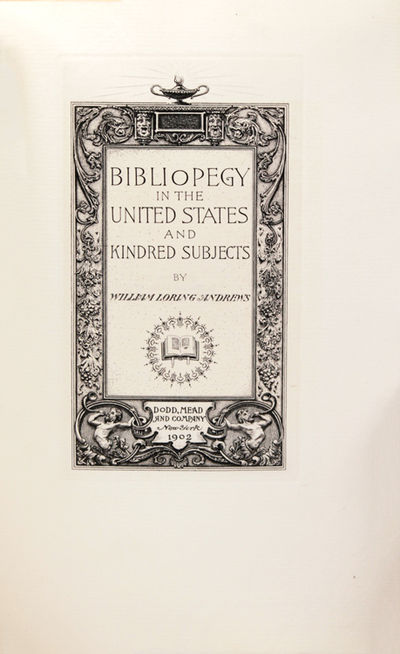 BIBLIOPEGY
IN THE
UNITED STATES
AND
KINDRED SUBJECTS
BY
WILLIAM LORING ANDREWS
DODD, MEAD
AND COMPANY
New-York
1902